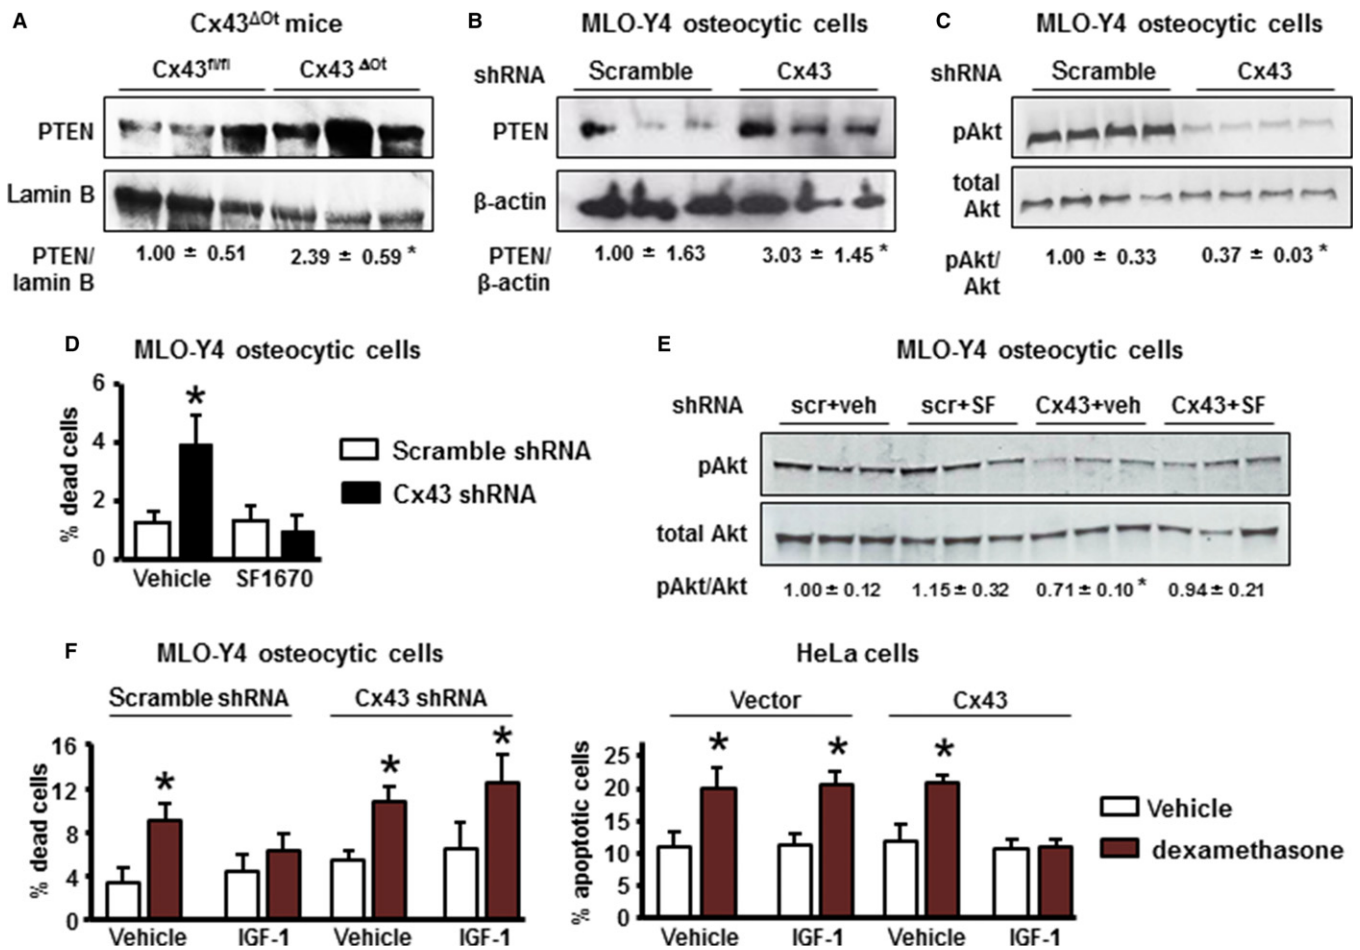 A
Cx43ΔOt mice
Cx43fl/fl Cx43 ΔOt
PTEN
Lamin B
PTEN/
lamin B
1.00 ± 0.51 2.39 ± 0.59 *
B
MLO-Y4 osteocytic cells
shRNA Scramble Cx43
PTEN
β-actin
PTEN/
β-actin
1.00 ± 1.63 3.03 ± 1.45 *
C
MLO-Y4 osteocytic cells
shRNA Scramble Cx43
pAkt
total
Akt
pAkt/
Akt
1.00 ± 0.33 0.37 ± 0.03 *
D
MLO-Y4 osteocytic cells
% dead cells
6
4
2
0
*
Vehicle SF1670
Scramble shRNA
Cx43 shRNA
E
MLO-Y4 osteocytic cells
shRNA scr+veh scr+SF Cx43+veh Cx43+SF
pAkt
total Akt
pAkt/Akt 1.00 ± 0.12 1.15 ± 0.32 0.71 ± 0.10 * 0.94 ± 0.21
F
MLO-Y4 osteocytic cells
Scramble shRNA Cx43 shRNA
% dead cells
16
12
8
4
0
* * *
Vehicle IGF-1 Vehicle IGF-1
HeLa cells
Vector Cx43
% apoptotic cells
25
20
15
10
5
0
* * *
Vehicle IGF-1 Vehicle IGF-1
Vehicle
dexamethasone